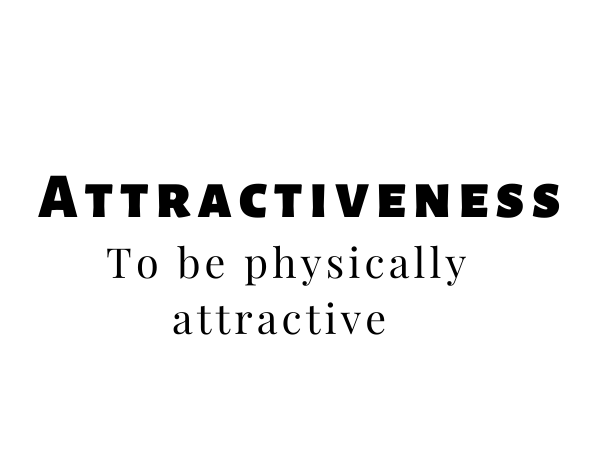 Attractiveness
To be physically
attractive